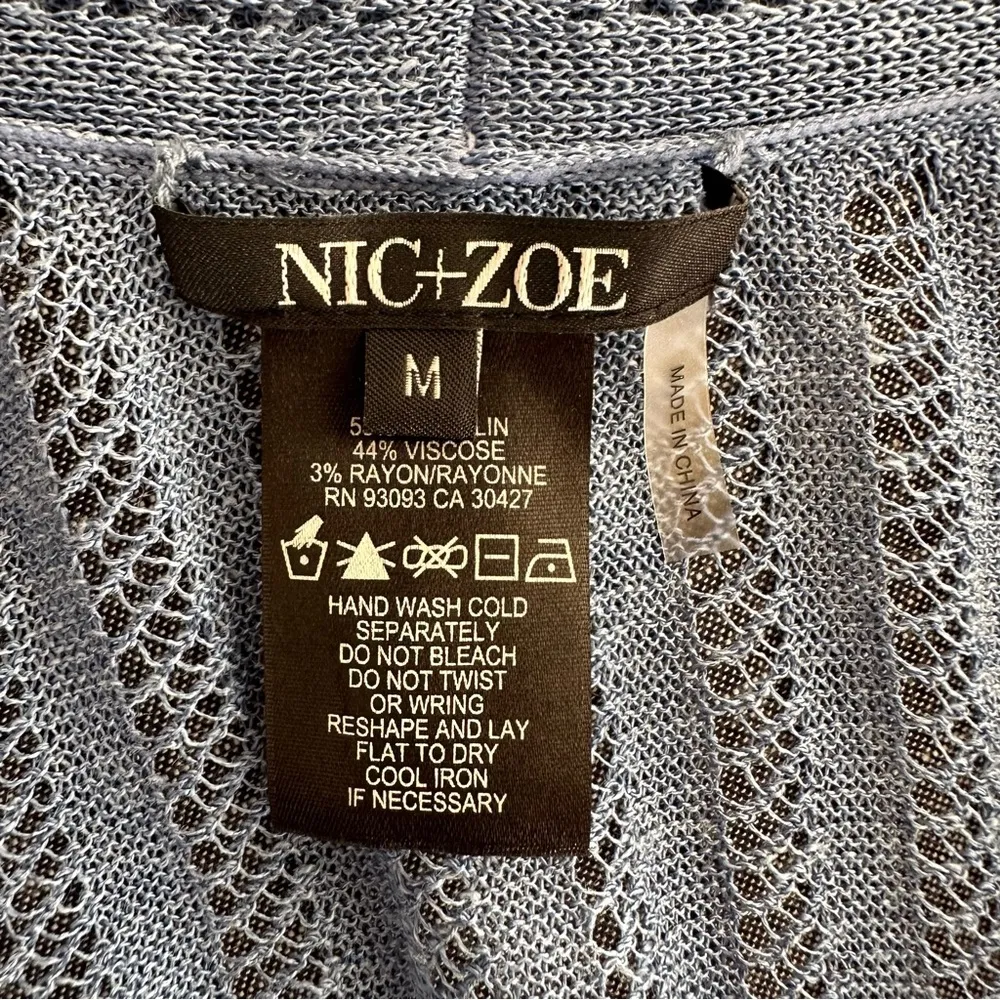 NIC+ZOE
M
LIN
44% VISCOSE
3% RAYON/RAYONNE
RN 93093 CA 30427
HAND WASH COLD
SEPARATELY
DO NOT BLEACH
DO NOT TWIST
OR WRING
RESHAPE AND LAY
FLAT TO DRY
COOL IRON
IF NECESSARY
MADE IN CHINA